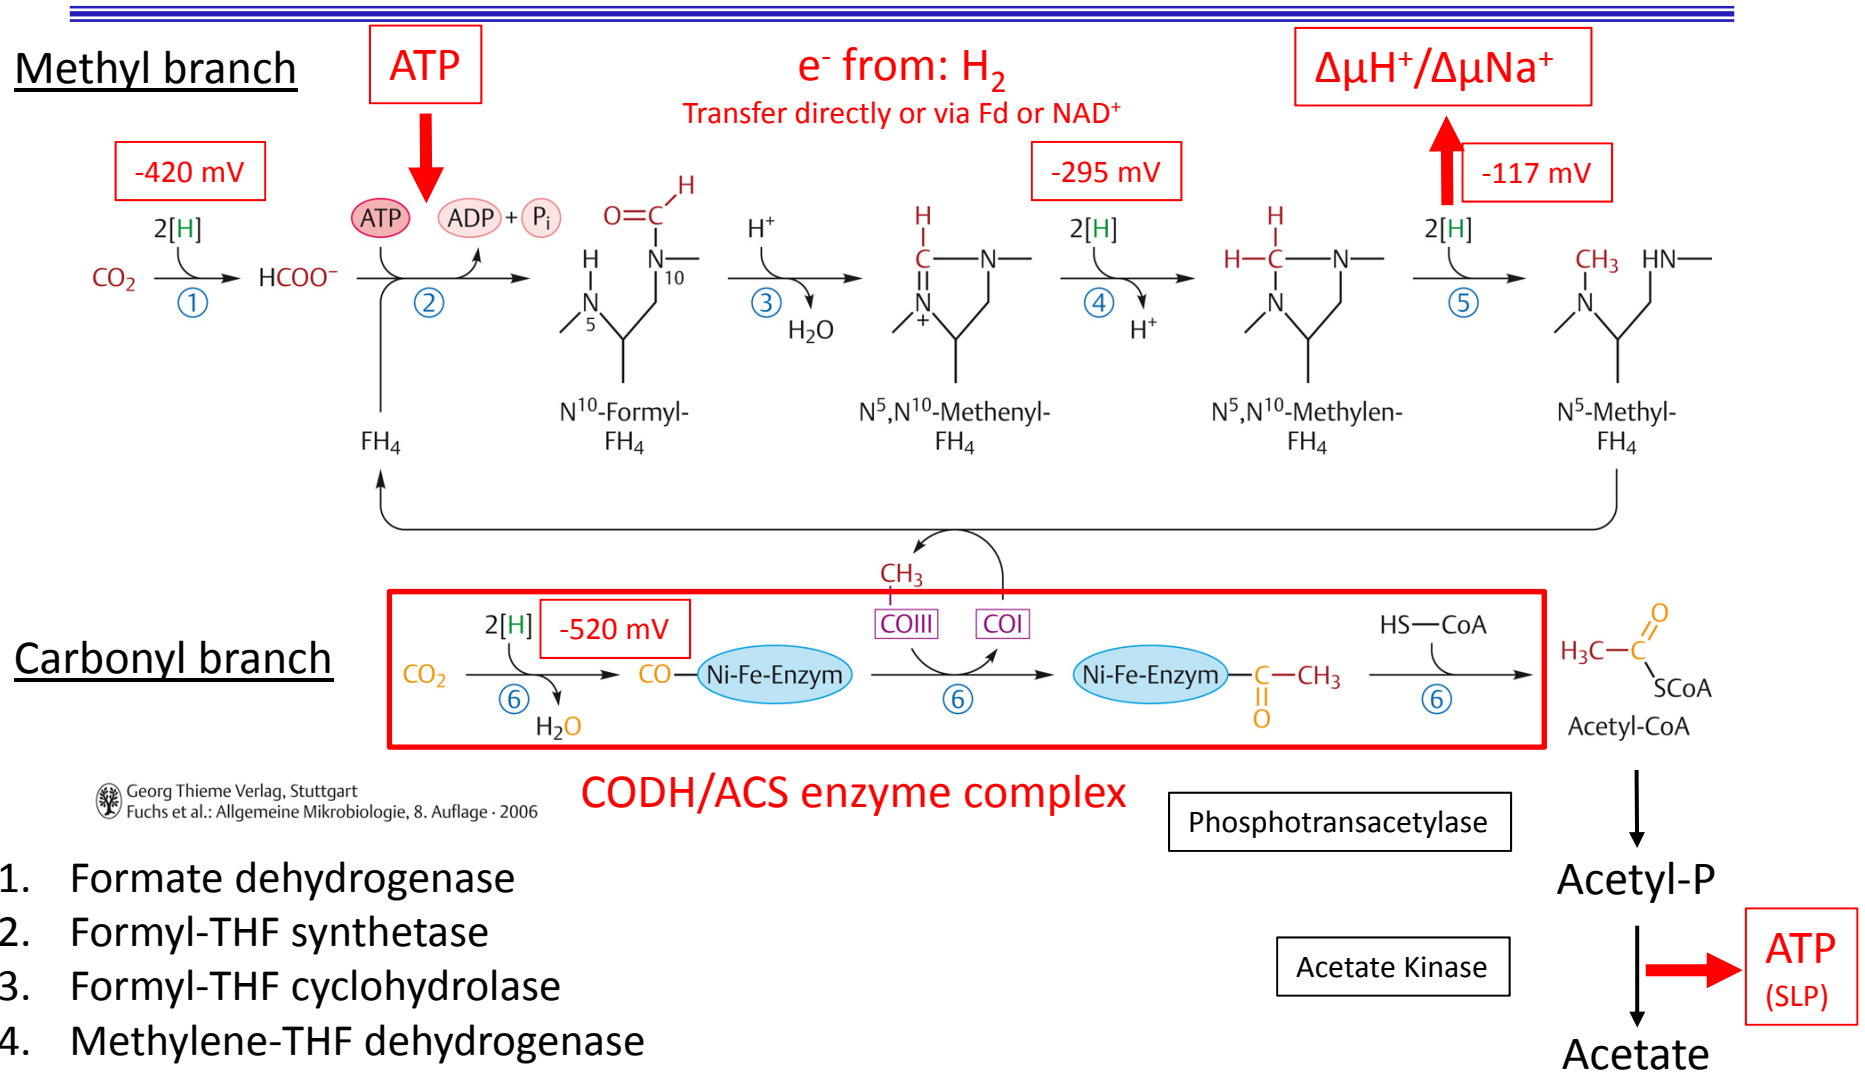 Methyl branch
ATP
e⁻ from: H₂
Transfer directly or via Fd or NAD⁺
ΔμH⁺/ΔμNa⁺
-420 mV
-295 mV
-117 mV
2[H]
ATP
ADP + Pᵢ
O=C
H
H
N
N
10
5
H⁺
H
C
N
N
+
2[H]
H
H-C
N
N
2[H]
CH₃
HN
N
CO₂
①
HCOO⁻
②
③
H₂O
④
H⁺
⑤
FH₄
N¹⁰-Formyl-
FH₄
N⁵,N¹⁰-Methenyl-
FH₄
N⁵,N¹⁰-Methylen-
FH₄
N⁵-Methyl-
FH₄
Carbonyl branch
2[H]
-520 mV
CH₃
COIII
COI
HS—CoA
CO₂
⑥
H₂O
CO
Ni-Fe-Enzym
⑥
Ni-Fe-Enzym
C—CH₃
O
⑥
O
H₃C—C
SCoA
Acetyl-CoA
Georg Thieme Verlag, Stuttgart
Fuchs et al.: Allgemeine Mikrobiologie, 8. Auflage · 2006
CODH/ACS enzyme complex
Phosphotransacetylase
Acetyl-P
Acetate Kinase
ATP
(SLP)
Acetate
1. Formate dehydrogenase
2. Formyl-THF synthetase
3. Formyl-THF cyclohydrolase
4. Methylene-THF dehydrogenase